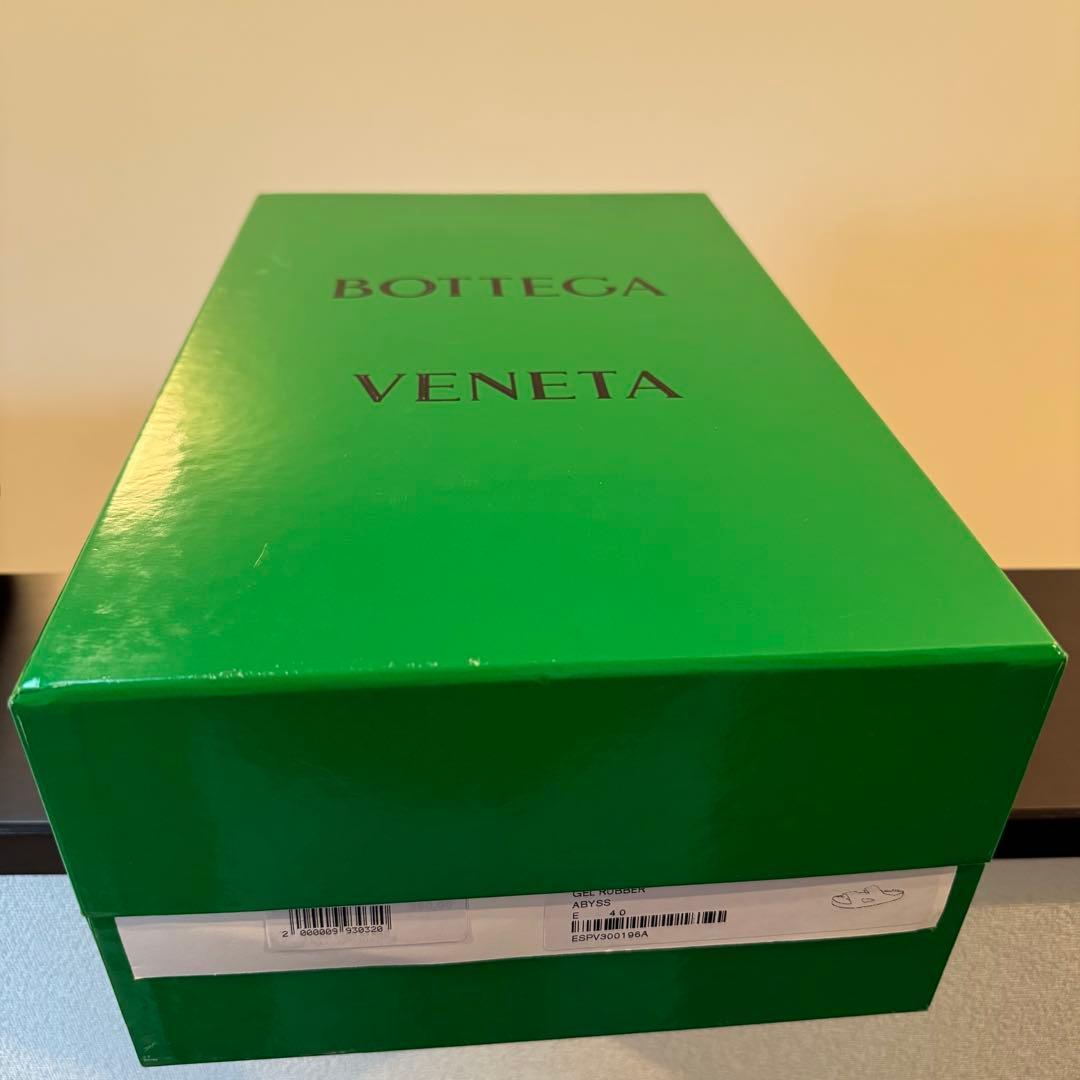 BOTTEGA
VENETA
GEL RUBBER
ABYSS
E 40
ESPV300196A
2 000009 930320